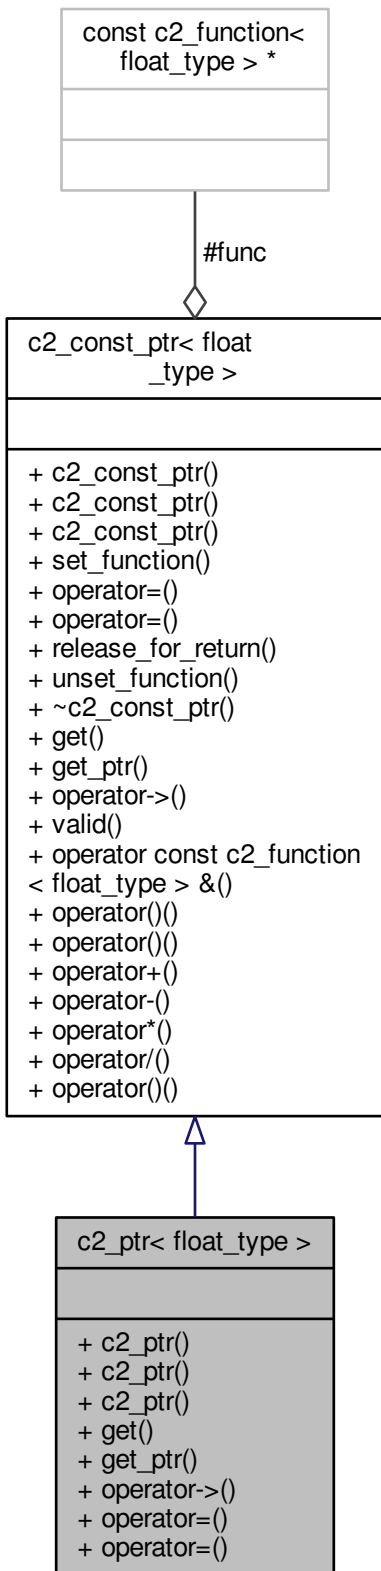 const c2_function<
float_type > *
#func
c2_const_ptr< float
_type >
+ c2_const_ptr()
+ c2_const_ptr()
+ c2_const_ptr()
+ set_function()
+ operator=()
+ operator=()
+ release_for_return()
+ unset_function()
+ ~c2_const_ptr()
+ get()
+ get_ptr()
+ operator->()
+ valid()
+ operator const c2_function
< float_type > &()
+ operator()()
+ operator()()
+ operator+()
+ operator-()
+ operator*()
+ operator/()
+ operator()()
c2_ptr< float_type >
+ c2_ptr()
+ c2_ptr()
+ c2_ptr()
+ get()
+ get_ptr()
+ operator->()
+ operator=()
+ operator=()